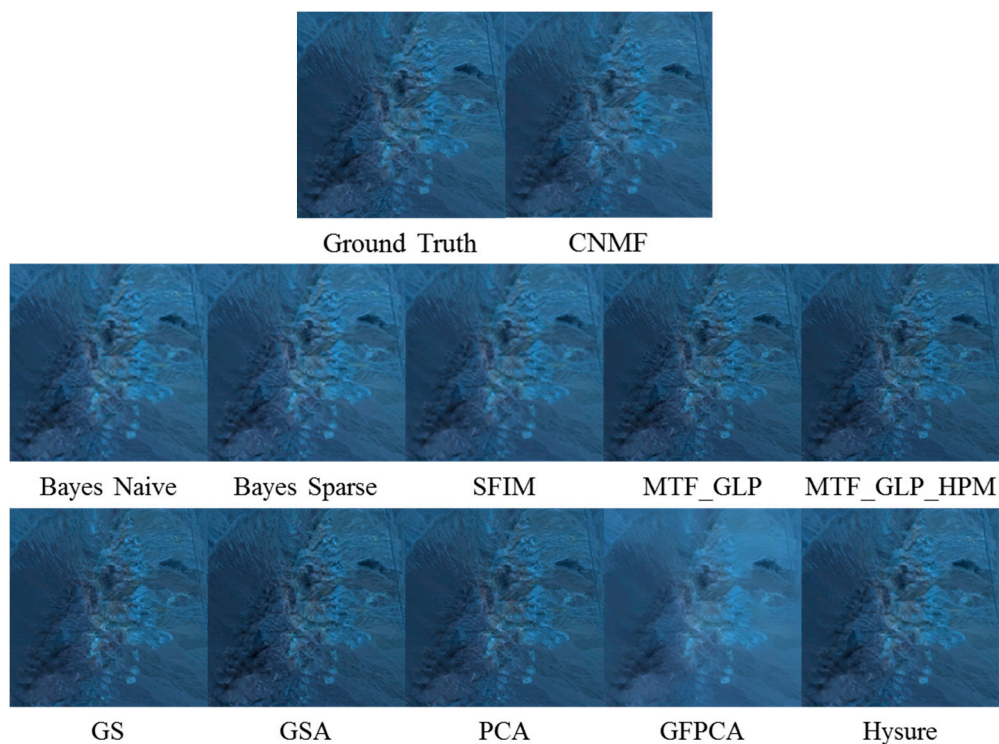 Ground Truth CNMF
Bayes Naive Bayes Sparse SFIM MTF_GLP MTF_GLP_HPM
GS GSA PCA GFPCA Hysure